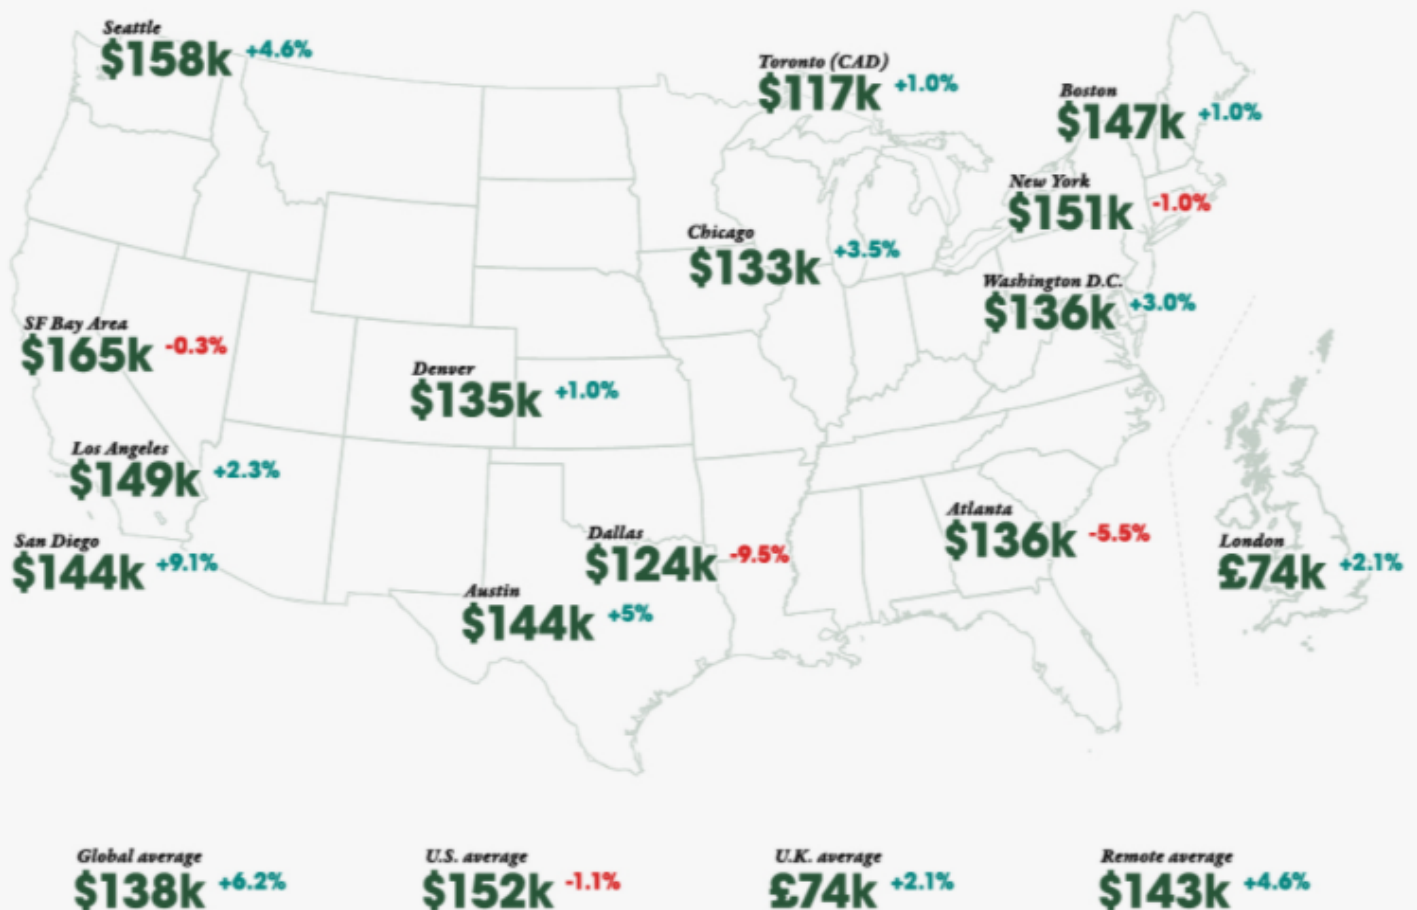 Seattle
$158k +4.6%
Toronto (CAD)
$117k +1.0%
Boston
$147k +1.0%
New York
$151k -1.0%
Chicago
$133k +3.5%
Washington D.C.
$136k +3.0%
SF Bay Area
$165k -0.3%
Denver
$135k +1.0%
Los Angeles
$149k +2.3%
Atlanta
$136k -5.5%
Dallas
$124k -9.5%
San Diego
$144k +9.1%
London
£74k +2.1%
Austin
$144k +5%
Global average
$138k +6.2%
U.S. average
$152k -1.1%
U.K. average
£74k +2.1%
Remote average
$143k +4.6%